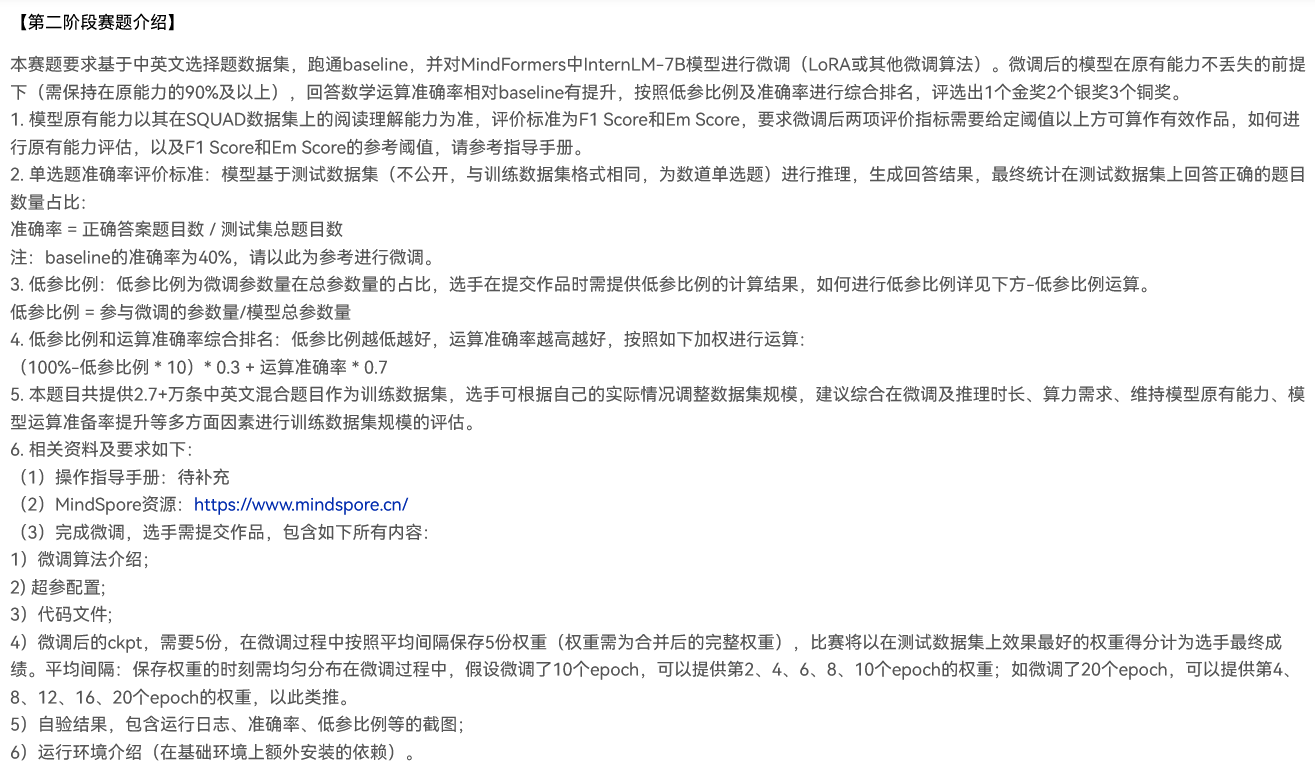 【第二阶段赛题介绍】
本赛题要求基于中英文选择题数据集，跑通baseline，并对MindFormers中InternLM-7B模型进行微调（LoRA或其他微调算法）。微调后的模型在原有能力不丢失的前提
下（需保持在原能力的90%及以上），回答数学运算准确率相对baseline有提升，按照低参比例及准确率进行综合排名，评选出1个金奖2个银奖3个铜奖。
1. 模型原有能力以其在SQUAD数据集上的阅读理解能力为准，评价标准为F1 Score和Em Score，要求微调后两项评价指标需要给定阈值以上方可算作有效作品，如何进
行原有能力评估，以及F1 Score和Em Score的参考阈值，请参考指导手册。
2. 单选题准确率评价标准：模型基于测试数据集（不公开，与训练数据集格式相同，为数道单选题）进行推理，生成回答结果，最终统计在测试数据集上回答正确的题目
数量占比：
准确率 = 正确答案题目数 / 测试集总题目数
注：baseline的准确率为40%，请以此为参考进行微调。
3. 低参比例：低参比例为微调参数量在总参数量的占比，选手在提交作品时需提供低参比例的计算结果，如何进行低参比例详见下方-低参比例运算。
低参比例 = 参与微调的参数量/模型总参数量
4. 低参比例和运算准确率综合排名：低参比例越低越好，运算准确率越高越好，按照如下加权进行运算：
（100%-低参比例 * 10）* 0.3 + 运算准确率 * 0.7
5. 本题目共提供2.7+万条中英文混合题目作为训练数据集，选手可根据自己的实际情况调整数据集规模，建议综合在微调及推理时长、算力需求、维持模型原有能力、模
型运算准备率提升等多方面因素进行训练数据集规模的评估。
6. 相关资料及要求如下：
（1）操作指导手册：待补充
（2）MindSpore资源：https://www.mindspore.cn/
（3）完成微调，选手需提交作品，包含如下所有内容：
1）微调算法介绍；
2) 超参配置；
3）代码文件；
4）微调后的ckpt，需要5份，在微调过程中按照平均间隔保存5份权重（权重需为合并后的完整权重），比赛将以在测试数据集上效果最好的权重得分计为选手最终成
绩。平均间隔：保存权重的时刻需均匀分布在微调过程中，假设微调了10个epoch，可以提供第2、4、6、8、10个epoch的权重；如微调了20个epoch，可以提供第4、
8、12、16、20个epoch的权重，以此类推。
5）自验结果，包含运行日志、准确率、低参比例等的截图；
6）运行环境介绍（在基础环境上额外安装的依赖）。